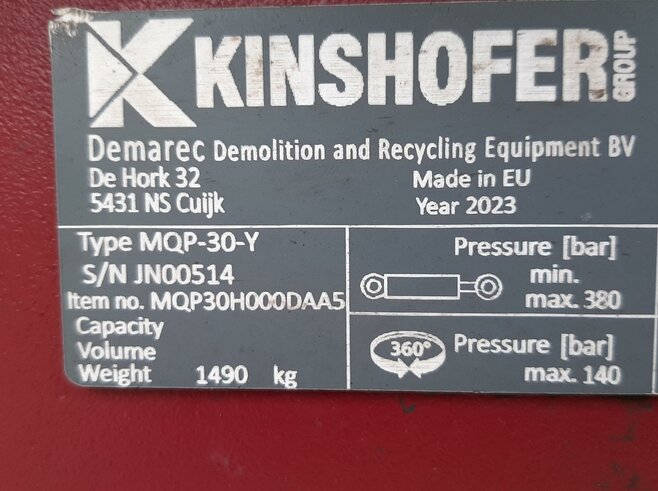 KINSHOFER GROUP
Demarec Demolition and Recycling Equipment BV
De Hork 32
5431 NS Cuijk
Made in EU
Year 2023
Type MQP-30-Y
S/N JN00514
Item no. MQP30H000DAA5
Capacity
Volume
Weight 1490 kg
Pressure [bar]
min.
max. 380
360°
Pressure [bar]
max. 140